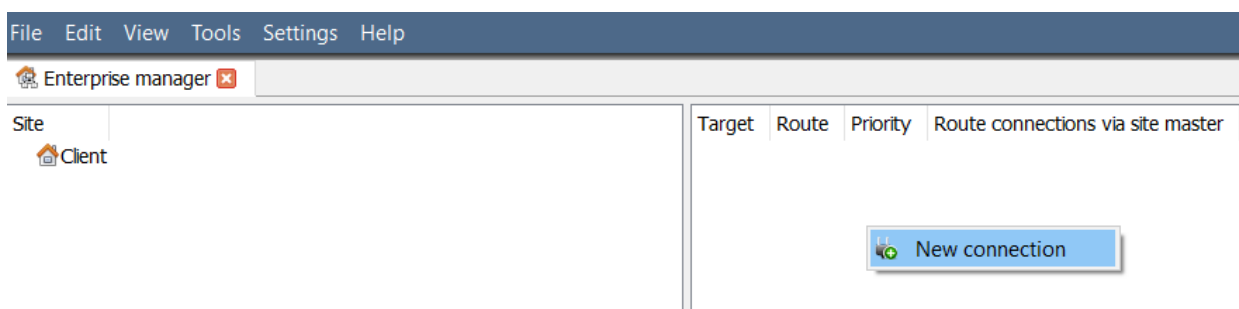 File Edit View Tools Settings Help
Enterprise manager
Site
Target Route Priority Route connections via site master
Client
New connection